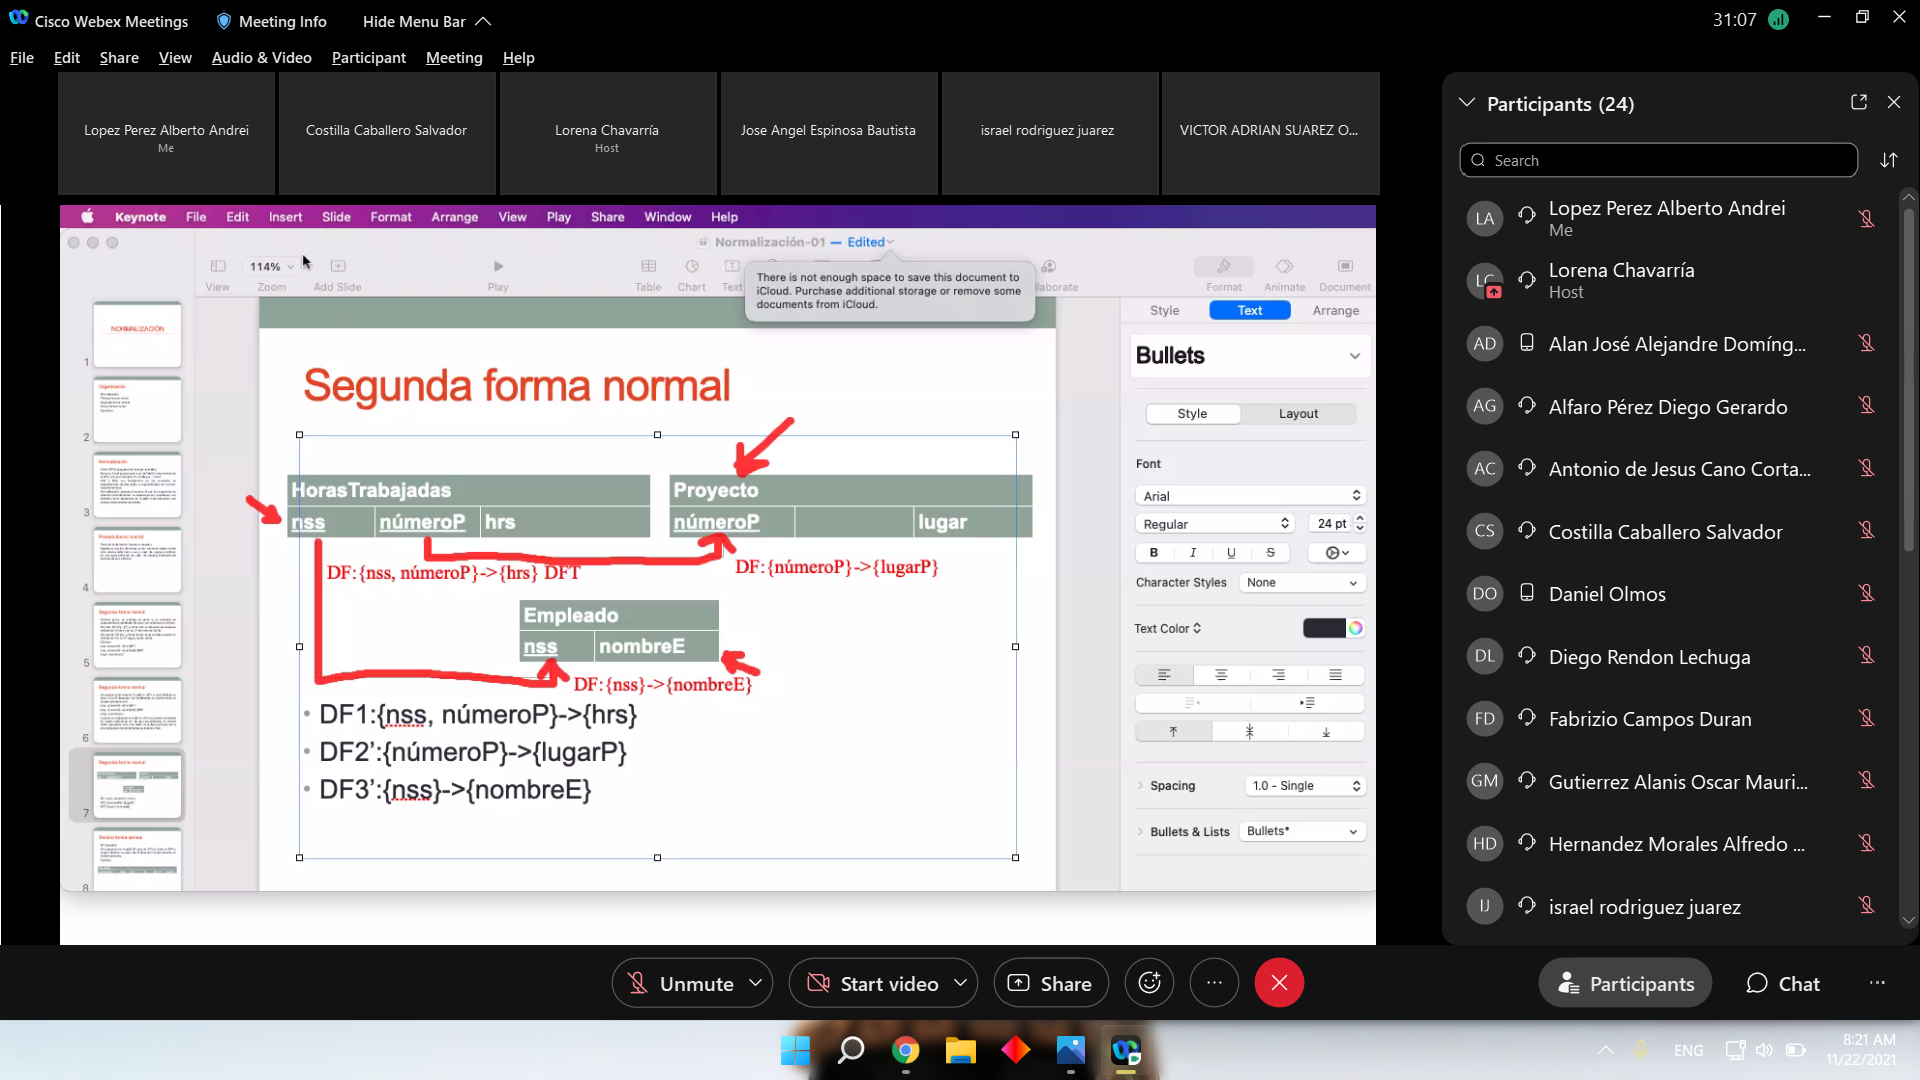 Cisco Webex Meetings
Meeting Info
Hide Menu Bar
31:07
File Edit Share View Audio & Video Participant Meeting Help
Lopez Perez Alberto Andrei
Me
Costilla Caballero Salvador
Lorena Chavarría
Host
Jose Angel Espinosa Bautista
israel rodriguez juarez
VICTOR ADRIAN SUAREZ O...
Keynote File Edit Insert Slide Format Arrange View Play Share Window Help
Normalización-01 — Edited
114%
View Zoom Add Slide Play Table Chart Text
Format Animate Document
There is not enough space to save this document to
iCloud. Purchase additional storage or remove some
documents from iCloud.
NORMALIZACIÓN
1
2
3
4
5
6
7
8
Segunda forma normal
HorasTrabajadas
nss númeroP hrs
DF:{nss, númeroP}->{hrs} DFT
Proyecto
númeroP lugar
DF:{númeroP}->{lugarP}
Empleado
nss nombreE
DF:{nss}->{nombreE}
• DF1:{nss, númeroP}->{hrs}
• DF2’:{númeroP}->{lugarP}
• DF3’:{nss}->{nombreE}
Style Text Arrange
Bullets
Style Layout
Font
Arial
Regular 24 pt
B I U S
Character Styles None
Text Color
Spacing 1.0 - Single
Bullets & Lists Bullets*
Participants (24)
Search
LA Lopez Perez Alberto Andrei
Me
LC Lorena Chavarría
Host
AD Alan José Alejandre Domíng...
AG Alfaro Pérez Diego Gerardo
AC Antonio de Jesus Cano Corta...
CS Costilla Caballero Salvador
DO Daniel Olmos
DL Diego Rendon Lechuga
FD Fabrizio Campos Duran
GM Gutierrez Alanis Oscar Mauri...
HD Hernandez Morales Alfredo ...
IJ israel rodriguez juarez
Unmute
Start video
Share
Participants
Chat
ENG
8:21 AM
11/22/2021